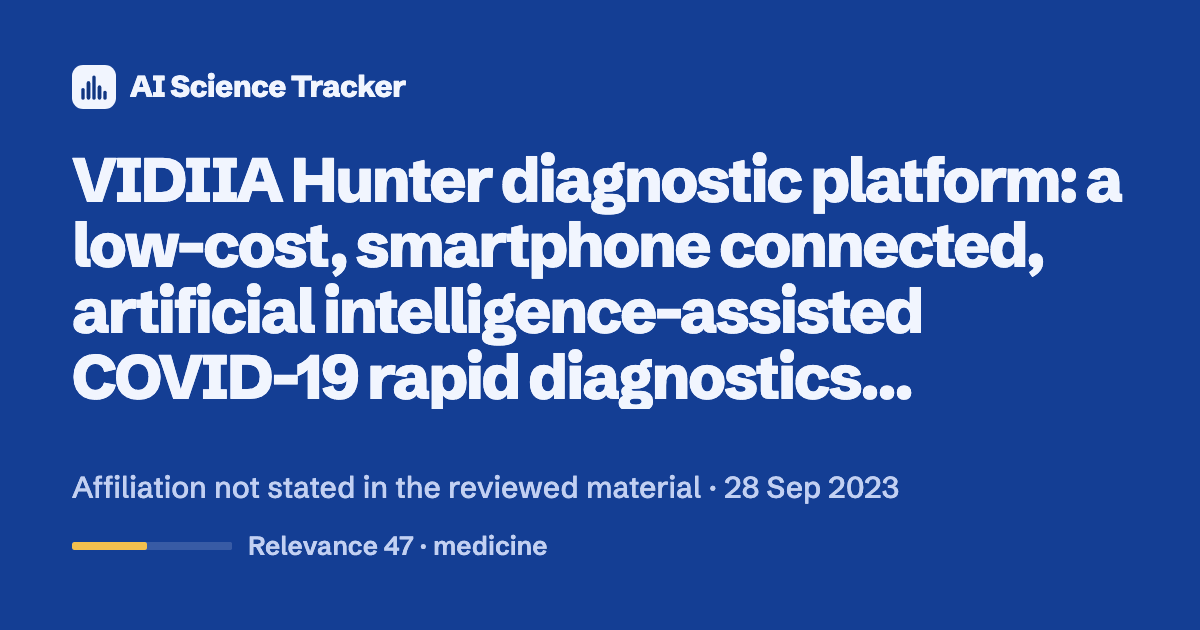 AI Science Tracker
VIDIIA Hunter diagnostic platform: a
low-cost, smartphone connected,
artificial intelligence-assisted
COVID-19 rapid diagnostics...
Affiliation not stated in the reviewed material · 28 Sep 2023
Relevance 47 · medicine